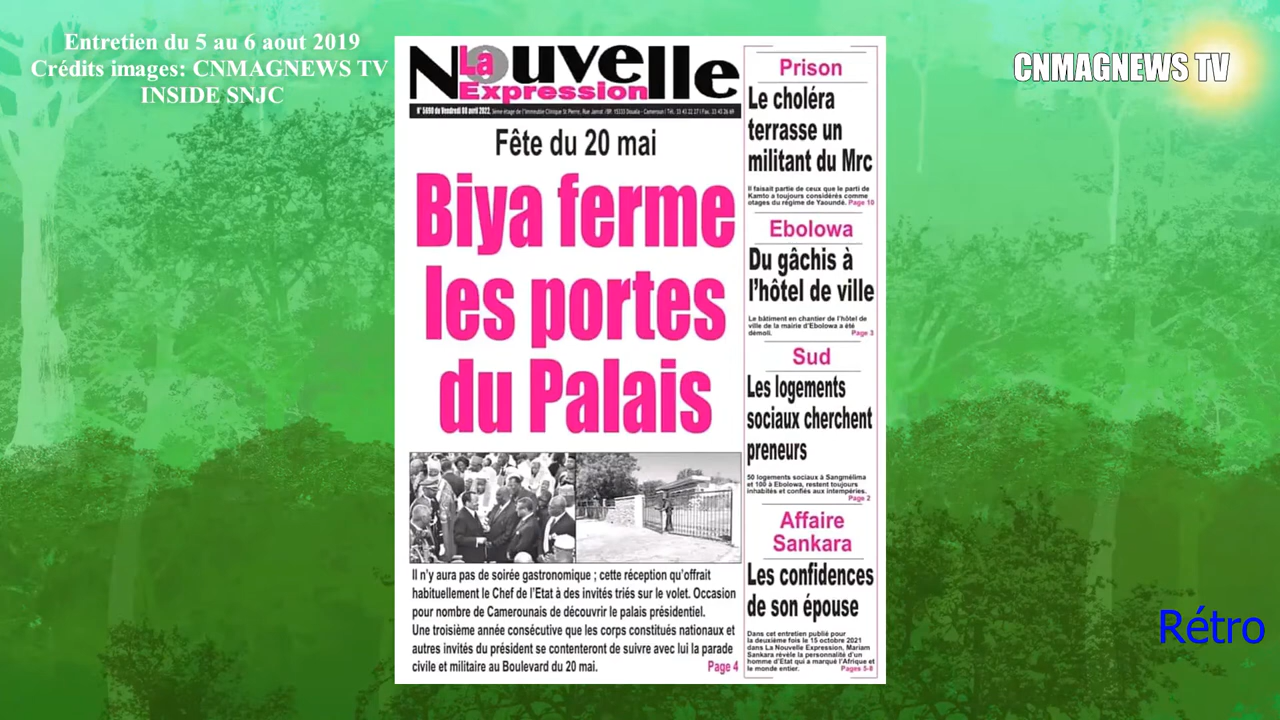 Entretien du 5 au 6 aout 2019
Crédits images: CNMAGNEWS TV
INSIDE SNJC
CNMAGNEWS TV
La Nouvelle
Expression
N° 5690 du Vendredi 08 avril 2022.
Fête du 20 mai
Biya ferme
les portes
du Palais
Il n'y aura pas de soirée gastronomique ; cette réception qu'offrait
habituellement le Chef de l'Etat à des invités triés sur le volet. Occasion
pour nombre de Camerounais de découvrir le palais présidentiel.
Une troisième année consécutive que les corps constitués nationaux et
autres invités du président se contenteront de suivre avec lui la parade
civile et militaire au Boulevard du 20 mai. Page 4
Prison
Le choléra
terrasse un
militant du Mrc
Il faisait partie de ceux que le parti de
Kamto a toujours considérés comme
otages du régime de Yaoundé. Page 10
Ebolowa
Du gâchis à
l'hôtel de ville
Le bâtiment en chantier de l'hôtel de
ville de la mairie d'Ebolowa a été
démoli. Page 3
Sud
Les logements
sociaux cherchent
preneurs
50 logements sociaux à Sangmélima
et 100 à Ebolowa, restent toujours
inhabités et confiés aux intempéries.
Page 2
Affaire
Sankara
Les confidences
de son épouse
Dans cet entretien publié pour
la deuxième fois le 15 octobre 2021
dans La Nouvelle Expression, Mariam
Sankara révèle la personnalité d'un
homme d'Etat qui a marqué l'Afrique et
le monde entier. Pages 5-8
Rétro